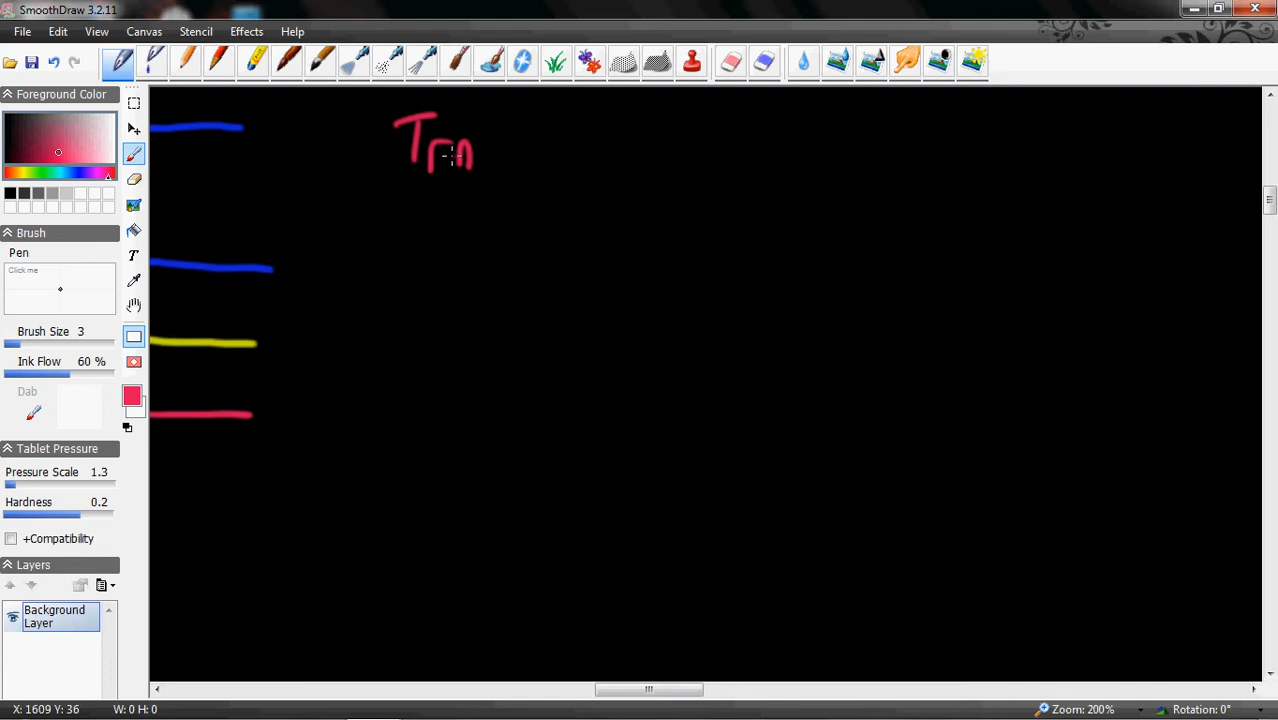 SmoothDraw 3.2.11
File Edit View Canvas Stencil Effects Help
Foreground Color
Brush
Pen
Click me
Brush Size 3
Ink Flow 60 %
Dab
Tablet Pressure
Pressure Scale 1.3
Hardness 0.2
+Compatibility
Layers
Background
Layer
Trn
X: 1609 Y: 36 W: 0 H: 0 Zoom: 200% Rotation: 0°